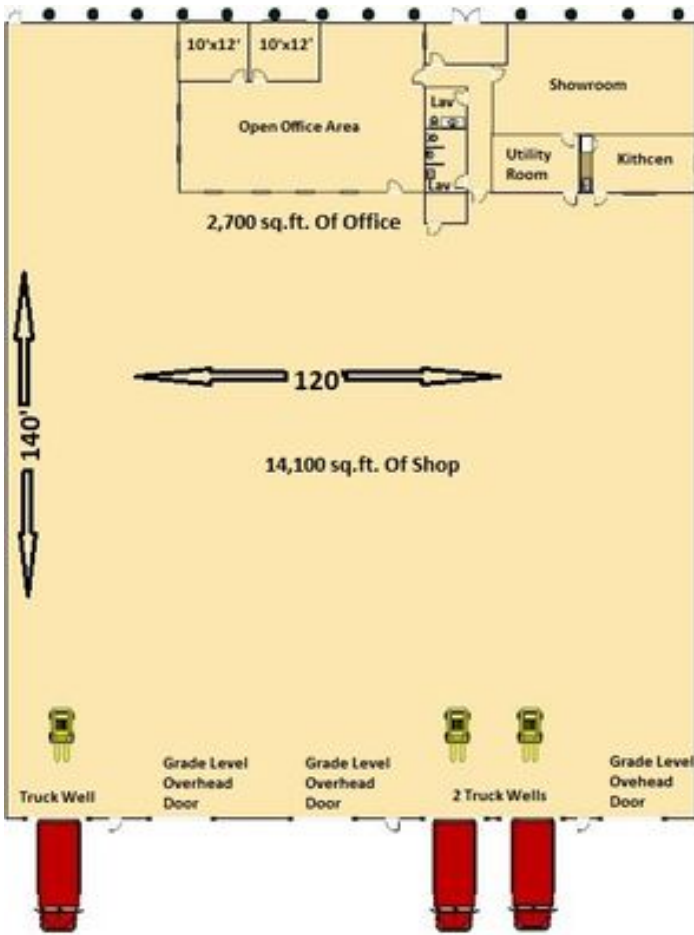 10'x12'
10'x12'
Lav
Showroom
Open Office Area
Utility
Room
Kithcen
Lav
2,700 sq.ft. Of Office
120'
140'
14,100 sq.ft. Of Shop
Truck Well
Grade Level
Overhead
Door
Grade Level
Overhead
Door
2 Truck Wells
Grade Level
Ovehead
Door